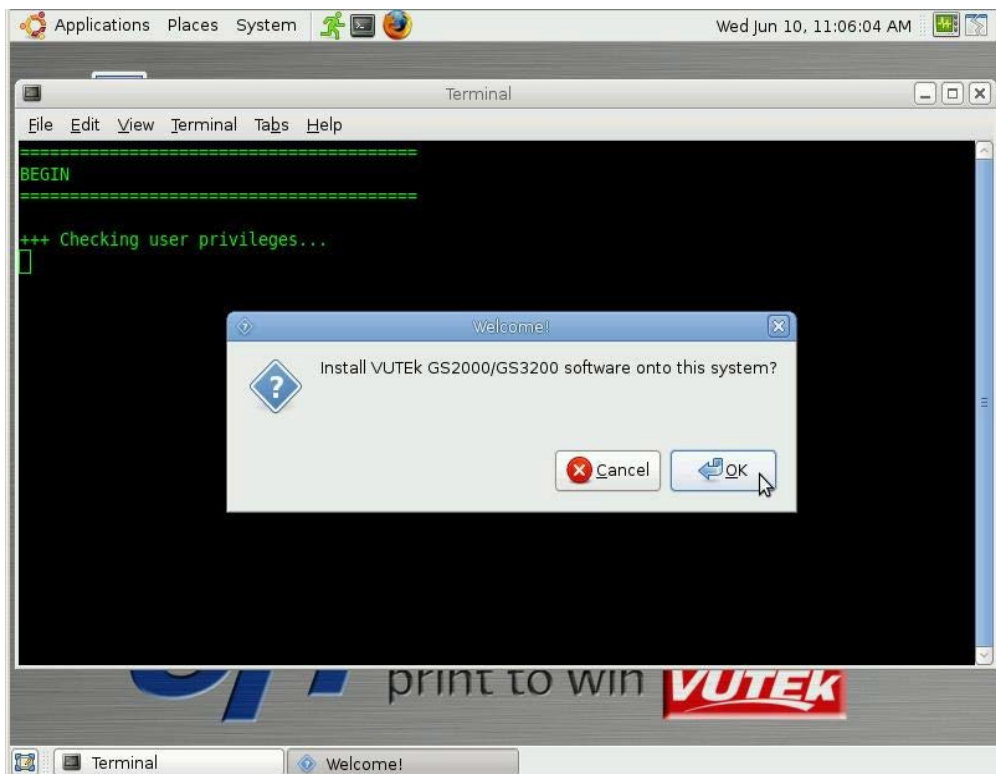 Applications Places System Wed Jun 10, 11:06:04 AM
Terminal
File Edit View Terminal Tabs Help
========================================
BEGIN
========================================
+++ Checking user privileges...
Welcome!
Install VUTEk GS2000/GS3200 software onto this system?
Cancel OK
print to win VUTEK
Terminal Welcome!